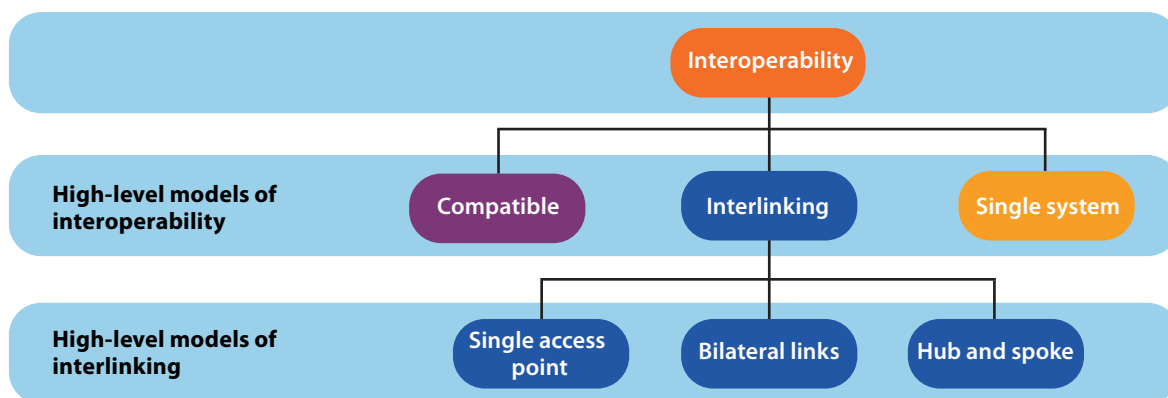 Interoperability
High-level models of
interoperability
Compatible
Interlinking
Single system
High-level models of
interlinking
Single access
point
Bilateral links
Hub and spoke